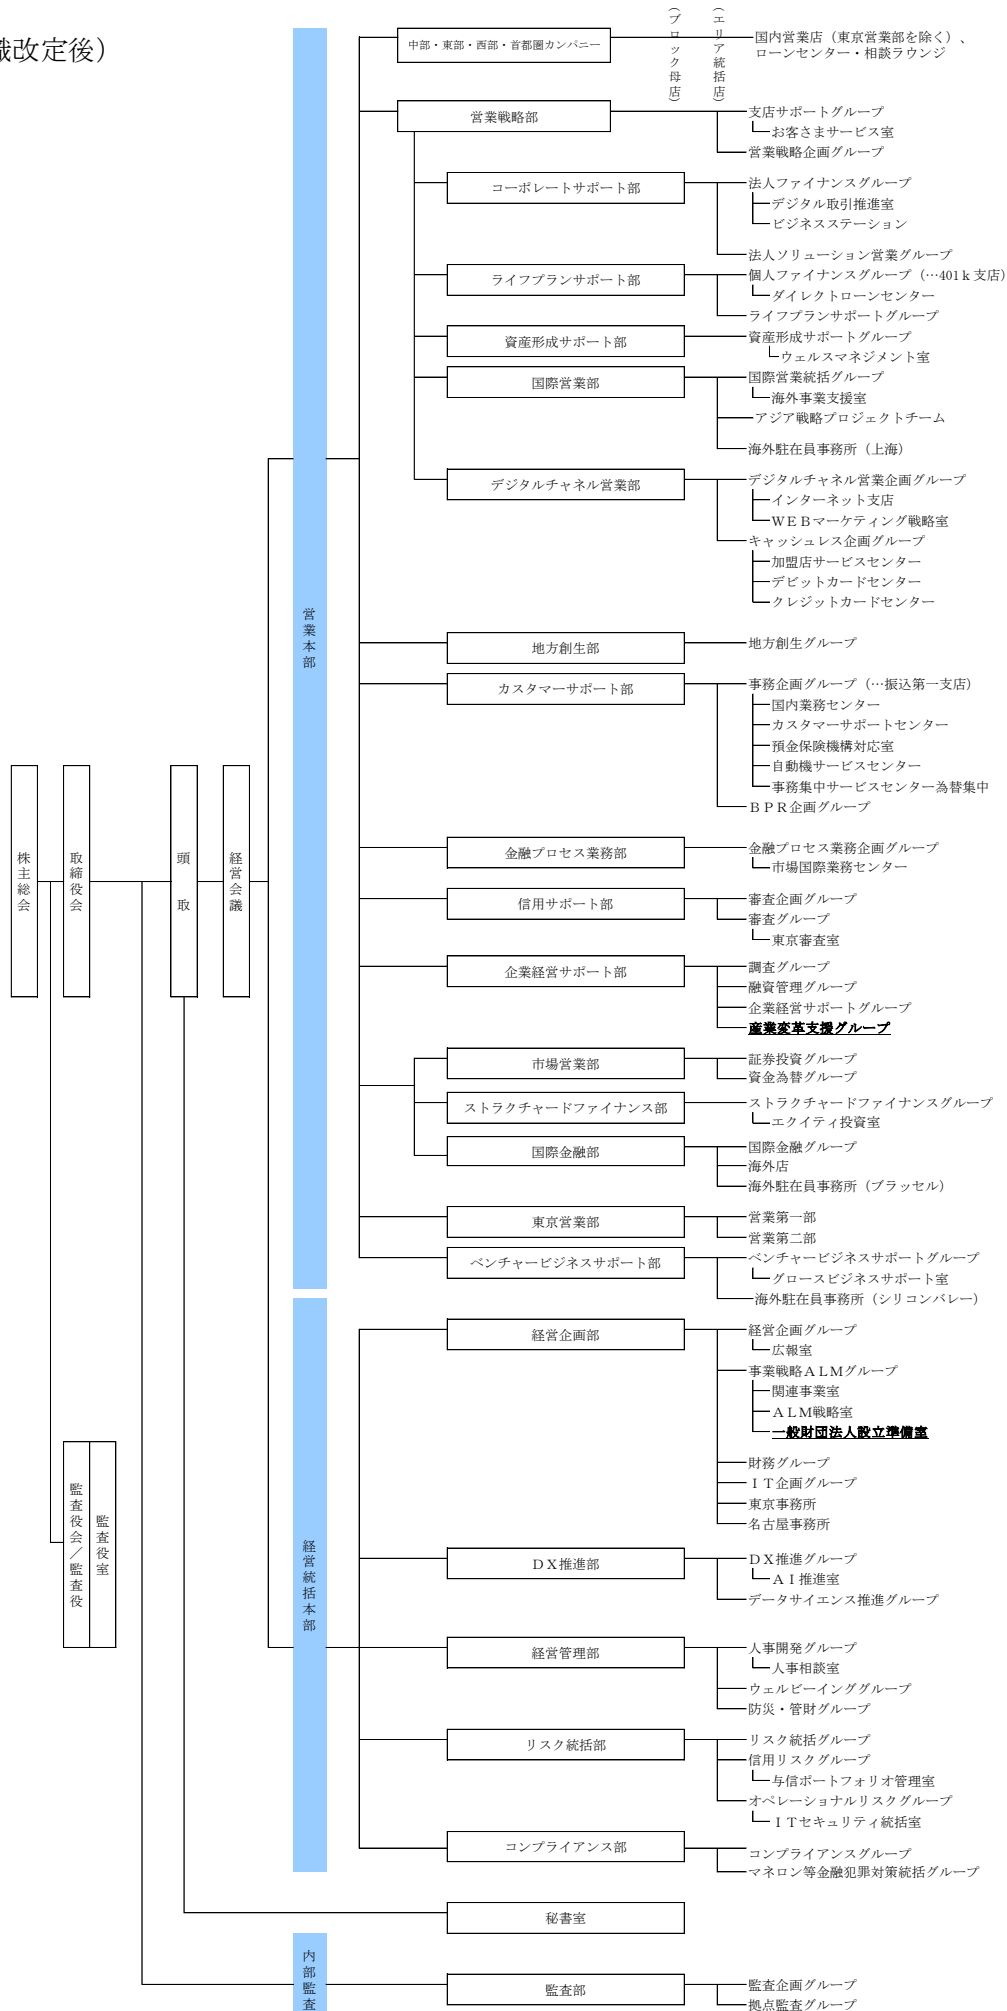 織改定後）
（ブロック母店）
（エリア統括店）
中部・東部・西部・首都圏カンパニー
国内営業店（東京営業部を除く）、
ローンセンター・相談ラウンジ
営業戦略部
支店サポートグループ
お客さまサービス室
営業戦略企画グループ
コーポレートサポート部
法人ファイナンスグループ
デジタル取引推進室
ビジネスステーション
法人ソリューション営業グループ
ライフプランサポート部
個人ファイナンスグループ（…401ｋ支店）
ダイレクトローンセンター
ライフプランサポートグループ
資産形成サポート部
資産形成サポートグループ
ウェルスマネジメント室
国際営業部
国際営業統括グループ
海外事業支援室
アジア戦略プロジェクトチーム
海外駐在員事務所（上海）
デジタルチャネル営業部
デジタルチャネル営業企画グループ
インターネット支店
ＷＥＢマーケティング戦略室
キャッシュレス企画グループ
加盟店サービスセンター
デビットカードセンター
クレジットカードセンター
営業本部
地方創生部
地方創生グループ
カスタマーサポート部
事務企画グループ（…振込第一支店）
国内業務センター
カスタマーサポートセンター
預金保険機構対応室
自動機サービスセンター
事務集中サービスセンター為替集中
ＢＰＲ企画グループ
株主総会
取締役会
頭取
経営会議
金融プロセス業務部
金融プロセス業務企画グループ
市場国際業務センター
信用サポート部
審査企画グループ
審査グループ
東京審査室
企業経営サポート部
調査グループ
融資管理グループ
企業経営サポートグループ
産業変革支援グループ
市場営業部
証券投資グループ
資金為替グループ
ストラクチャードファイナンス部
ストラクチャードファイナンスグループ
エクイティ投資室
国際金融部
国際金融グループ
海外店
海外駐在員事務所（ブラッセル）
東京営業部
営業第一部
営業第二部
ベンチャービジネスサポート部
ベンチャービジネスサポートグループ
グロースビジネスサポート室
海外駐在員事務所（シリコンバレー）
経営企画部
経営企画グループ
広報室
事業戦略ＡＬＭグループ
関連事業室
ＡＬＭ戦略室
一般財団法人設立準備室
財務グループ
ＩＴ企画グループ
東京事務所
名古屋事務所
監査役会／監査役
監査役室
経営統括本部
ＤＸ推進部
ＤＸ推進グループ
ＡＩ推進室
データサイエンス推進グループ
経営管理部
人事開発グループ
人事相談室
ウェルビーインググループ
防災・管財グループ
リスク統括部
リスク統括グループ
信用リスクグループ
与信ポートフォリオ管理室
オペレーショナルリスクグループ
ＩＴセキュリティ統括室
コンプライアンス部
コンプライアンスグループ
マネロン等金融犯罪対策統括グループ
秘書室
内部監査
監査部
監査企画グループ
拠点監査グループ